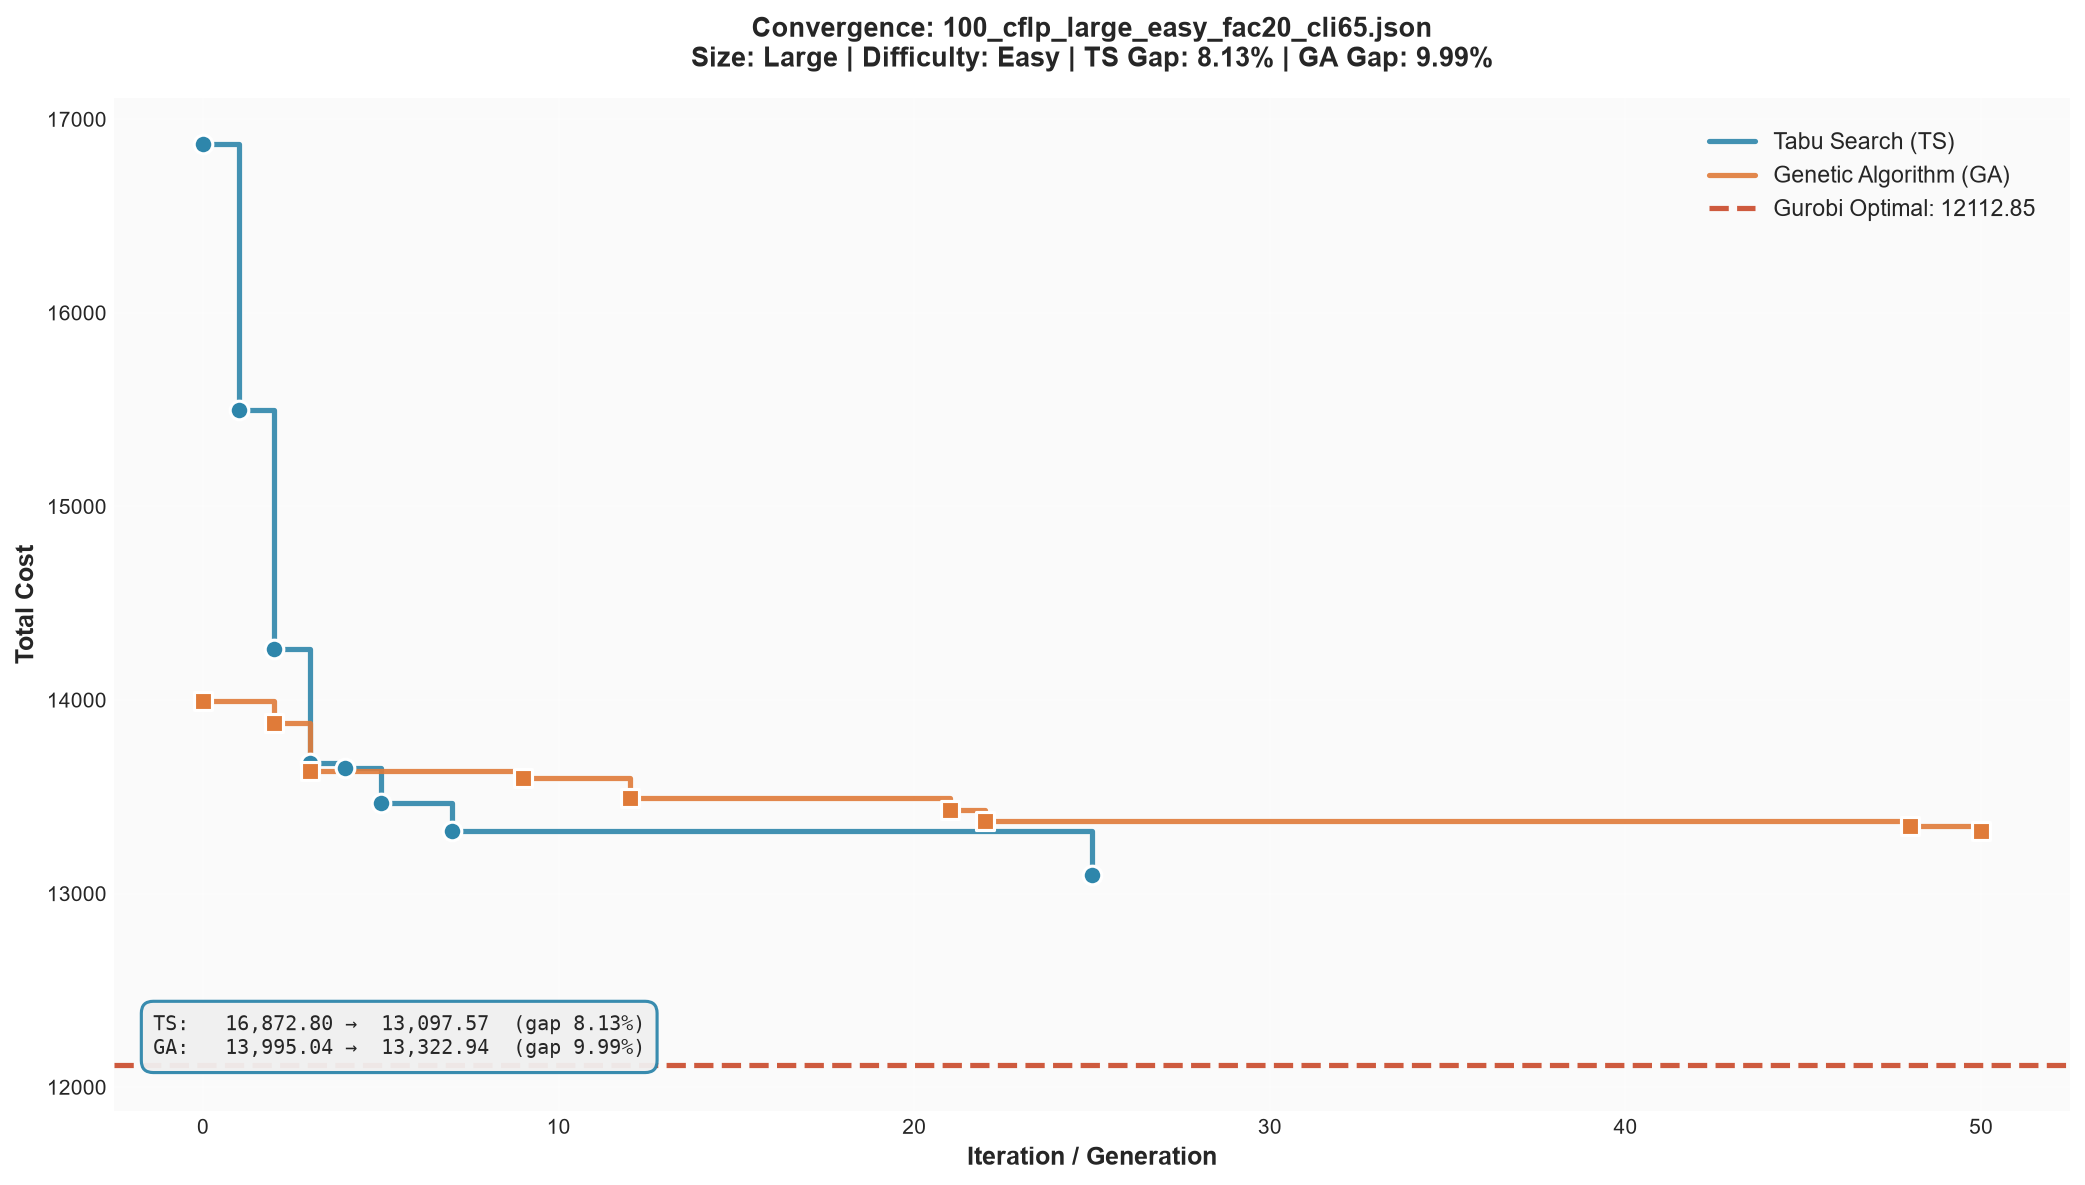 Convergence: 100_cflp_large_easy_fac20_cli65.json
Size: Large | Difficulty: Easy | TS Gap: 8.13% | GA Gap: 9.99%
17000
16000
15000
14000
13000
12000
Total Cost
Tabu Search (TS)
Genetic Algorithm (GA)
Gurobi Optimal: 12112.85
TS:   16,872.80 →  13,097.57  (gap 8.13%)
GA:   13,995.04 →  13,322.94  (gap 9.99%)
0 10 20 30 40 50
Iteration / Generation